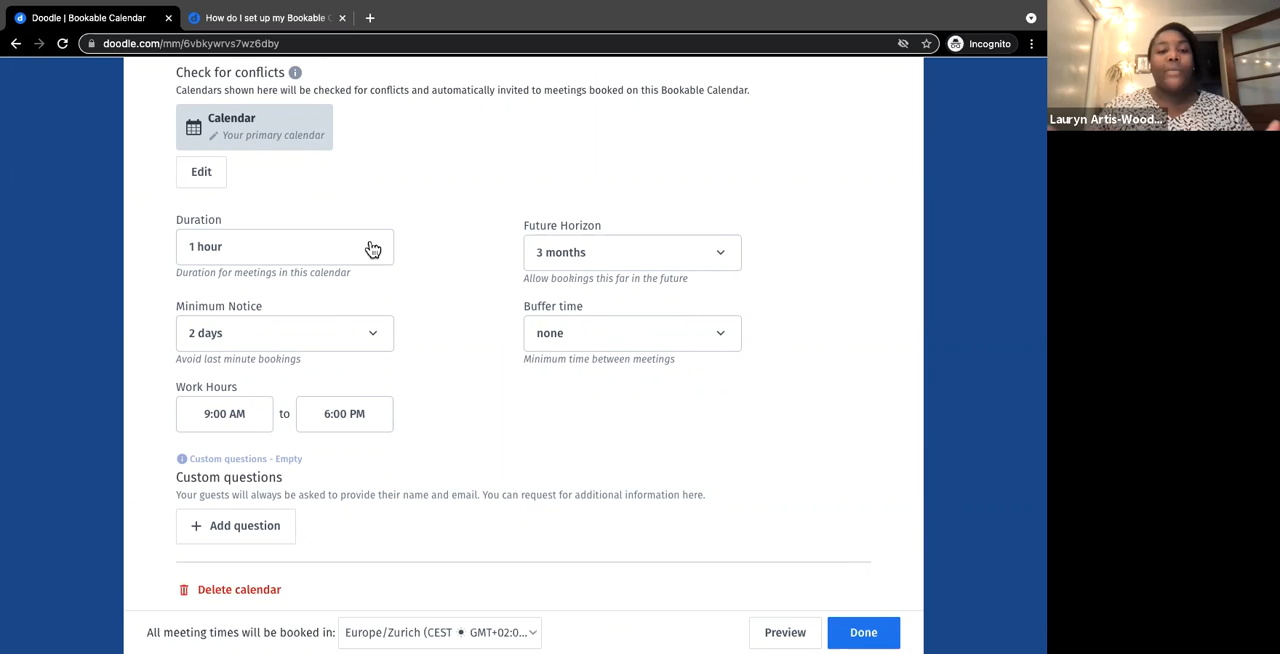 Doodle | Bookable Calendar
How do I set up my Bookable C
doodle.com/mm/6vbkywrvs7wz6dby
Incognito
Lauryn Artis-Wood...
Check for conflicts
Calendars shown here will be checked for conflicts and automatically invited to meetings booked on this Bookable Calendar.
Calendar
Your primary calendar
Edit
Duration
1 hour
Duration for meetings in this calendar
Future Horizon
3 months
Allow bookings this far in the future
Minimum Notice
2 days
Avoid last minute bookings
Buffer time
none
Minimum time between meetings
Work Hours
9:00 AM to 6:00 PM
Custom questions - Empty
Custom questions
Your guests will always be asked to provide their name and email. You can request for additional information here.
+ Add question
Delete calendar
All meeting times will be booked in: Europe/Zurich (CEST • GMT+02:0...
Preview
Done